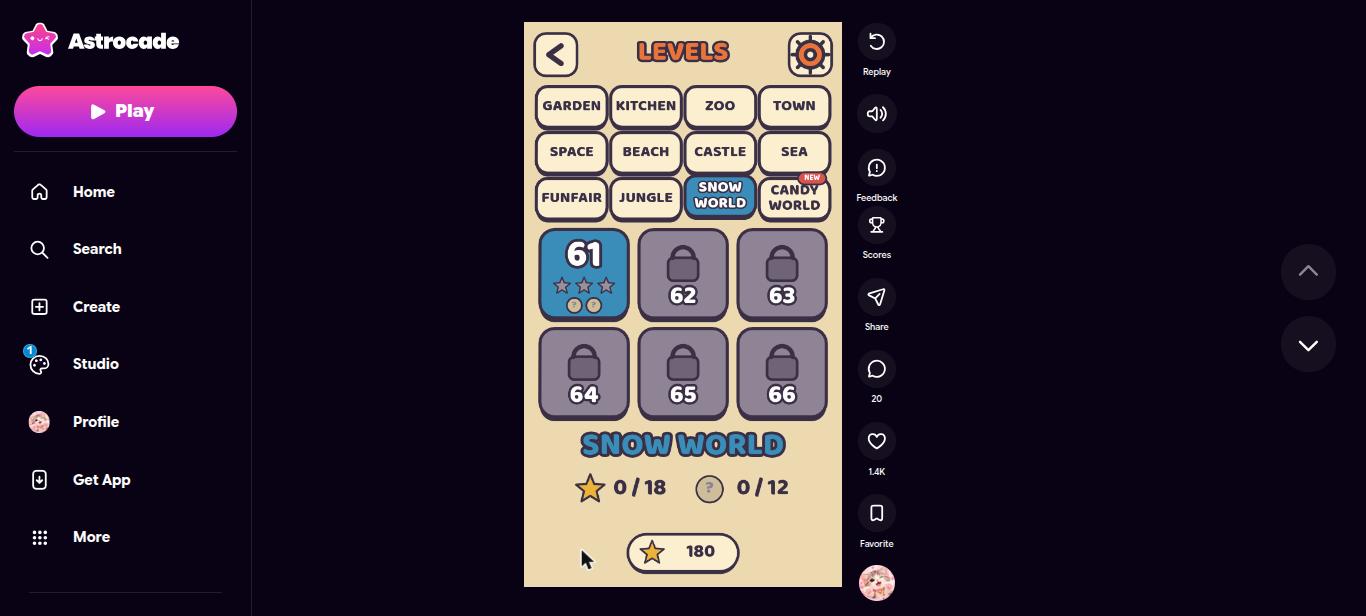 Astrocade
Play
Home
Search
Create
1
Studio
Profile
Get App
More
LEVELS
GARDEN KITCHEN ZOO TOWN
SPACE BEACH CASTLE SEA
NEW
FUNFAIR JUNGLE SNOW WORLD CANDY WORLD
61 62 63
? ?
64 65 66
SNOW WORLD
0 / 18 ? 0 / 12
180
Replay
Feedback
Scores
Share
20
1.4K
Favorite